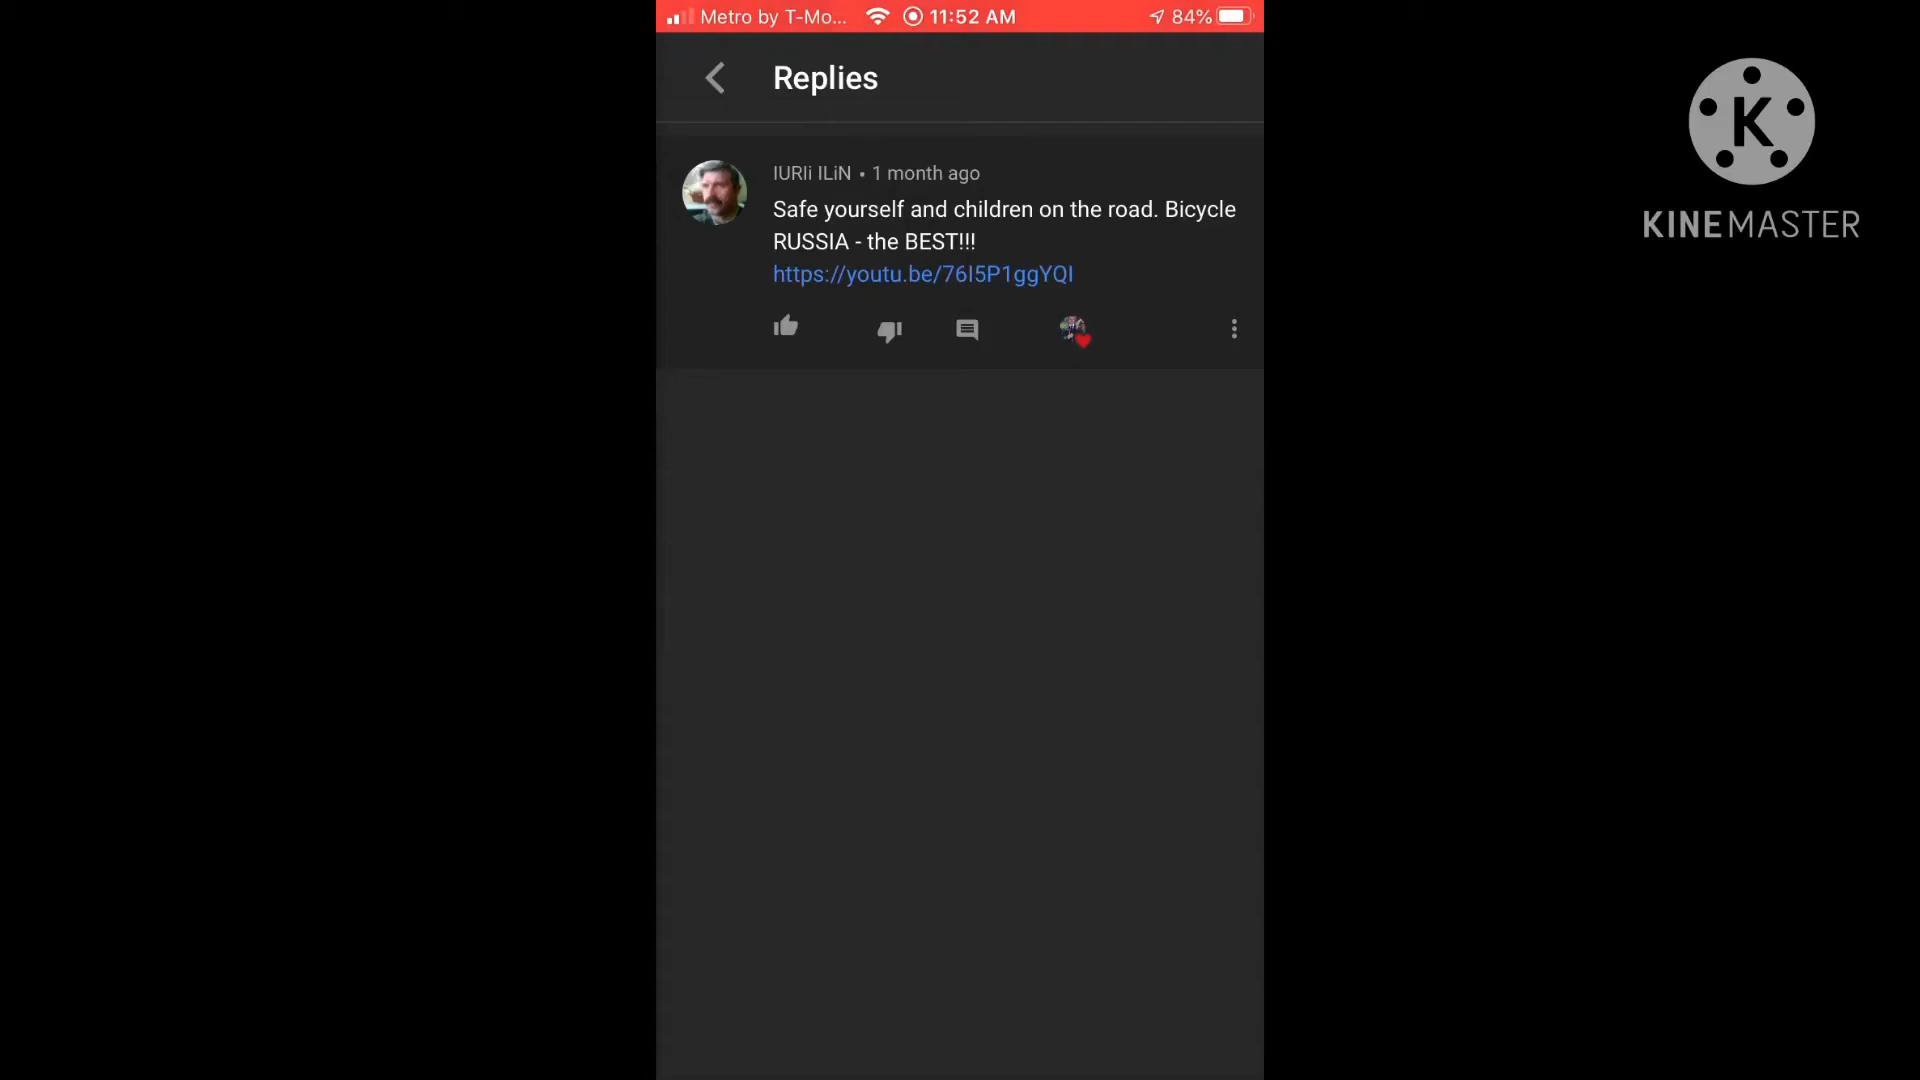 Metro by T-Mo... 11:52 AM 84%
Replies
IURIi ILiN • 1 month ago
Safe yourself and children on the road. Bicycle
RUSSIA - the BEST!!!
https://youtu.be/76I5P1ggYQI
K
KINEMASTER